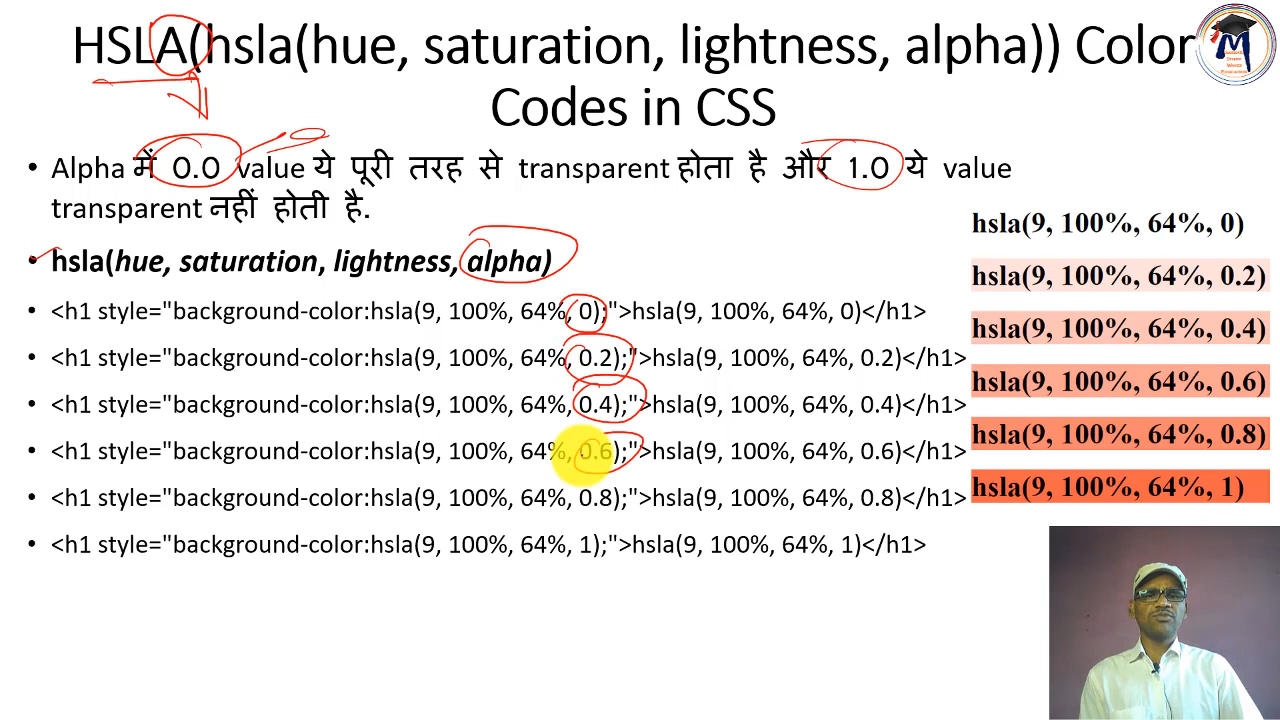 HSLA(hsla(hue, saturation, lightness, alpha)) Color
Codes in CSS
• Alpha में 0.0 value ये पूरी तरह से transparent होता है और 1.0 ये value
transparent नहीं होती है.
• hsla(hue, saturation, lightness, alpha)
• <h1 style="background-color:hsla(9, 100%, 64%, 0);">hsla(9, 100%, 64%, 0)</h1>
• <h1 style="background-color:hsla(9, 100%, 64%, 0.2);">hsla(9, 100%, 64%, 0.2)</h1>
• <h1 style="background-color:hsla(9, 100%, 64%, 0.4);">hsla(9, 100%, 64%, 0.4)</h1>
• <h1 style="background-color:hsla(9, 100%, 64%, 0.6);">hsla(9, 100%, 64%, 0.6)</h1>
• <h1 style="background-color:hsla(9, 100%, 64%, 0.8);">hsla(9, 100%, 64%, 0.8)</h1>
• <h1 style="background-color:hsla(9, 100%, 64%, 1);">hsla(9, 100%, 64%, 1)</h1>
hsla(9, 100%, 64%, 0)
hsla(9, 100%, 64%, 0.2)
hsla(9, 100%, 64%, 0.4)
hsla(9, 100%, 64%, 0.6)
hsla(9, 100%, 64%, 0.8)
hsla(9, 100%, 64%, 1)